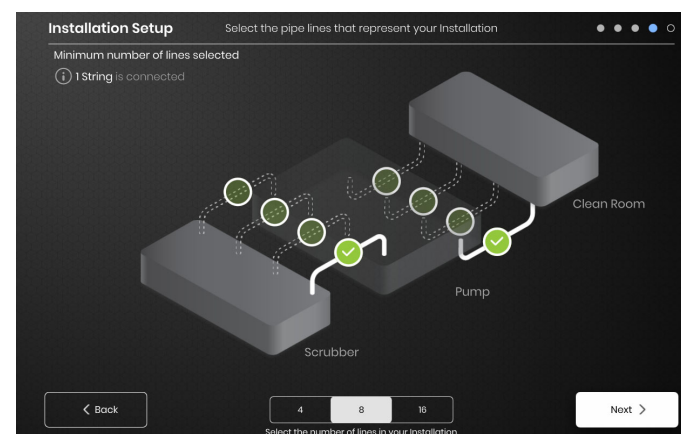 Installation Setup
Select the pipe lines that represent your Installation
Minimum number of lines selected
1 String is connected
Clean Room
Pump
Scrubber
Back
4
8
16
Next
Select the number of lines in your Installation